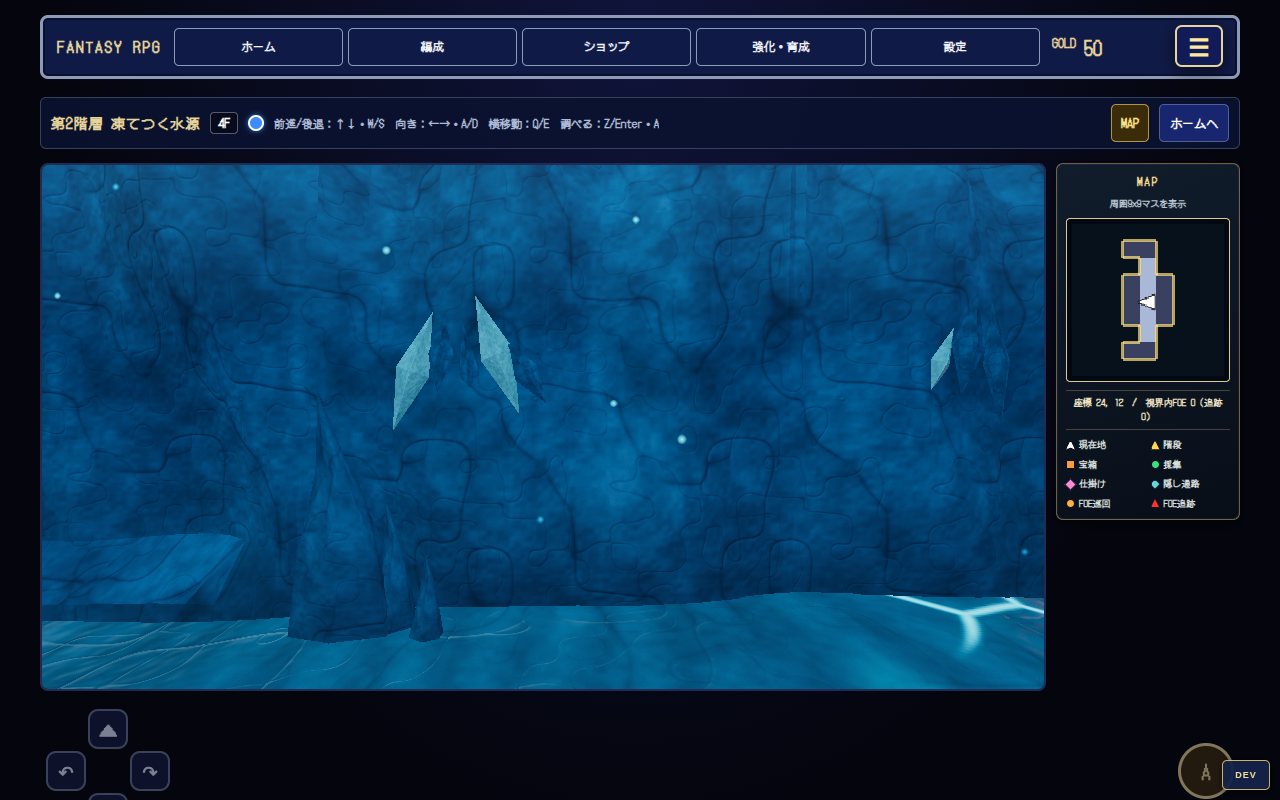 FANTASY RPG ホーム 編成 ショップ 強化・育成 設定 GOLD 50
第2階層 凍てつく水源 4F 前進/後退：↑↓・W/S 向き：←→・A/D 横移動：Q/E 調べる：Z/Enter・A MAP ホームへ
MAP
周囲9x9マスを表示
座標 24, 12 / 視界内FOE 0（追跡
0）
現在地 階段
宝箱 採集
仕掛け 隠し通路
FOE巡回 FOE追跡
A DEV